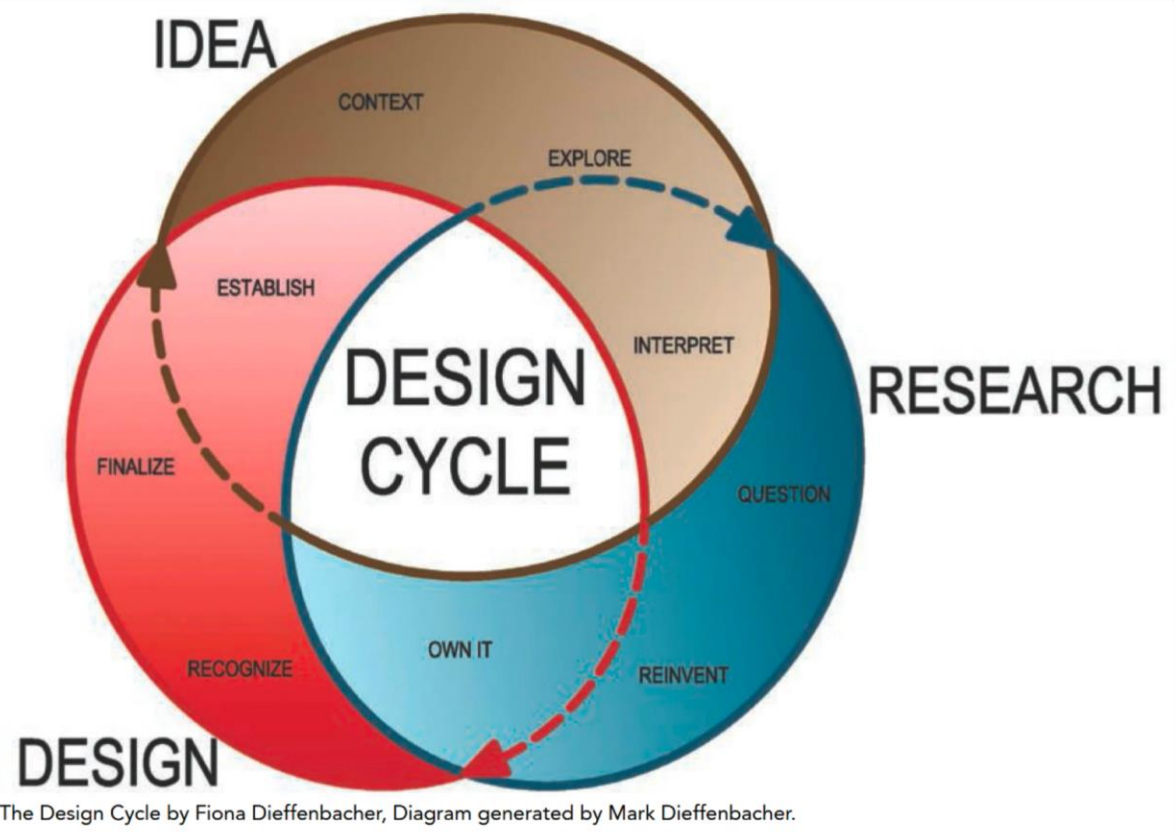 IDEA
CONTEXT
EXPLORE
ESTABLISH
INTERPRET
DESIGN
CYCLE
RESEARCH
FINALIZE
QUESTION
OWN IT
RECOGNIZE
REINVENT
DESIGN
The Design Cycle by Fiona Dieffenbacher, Diagram generated by Mark Dieffenbacher.